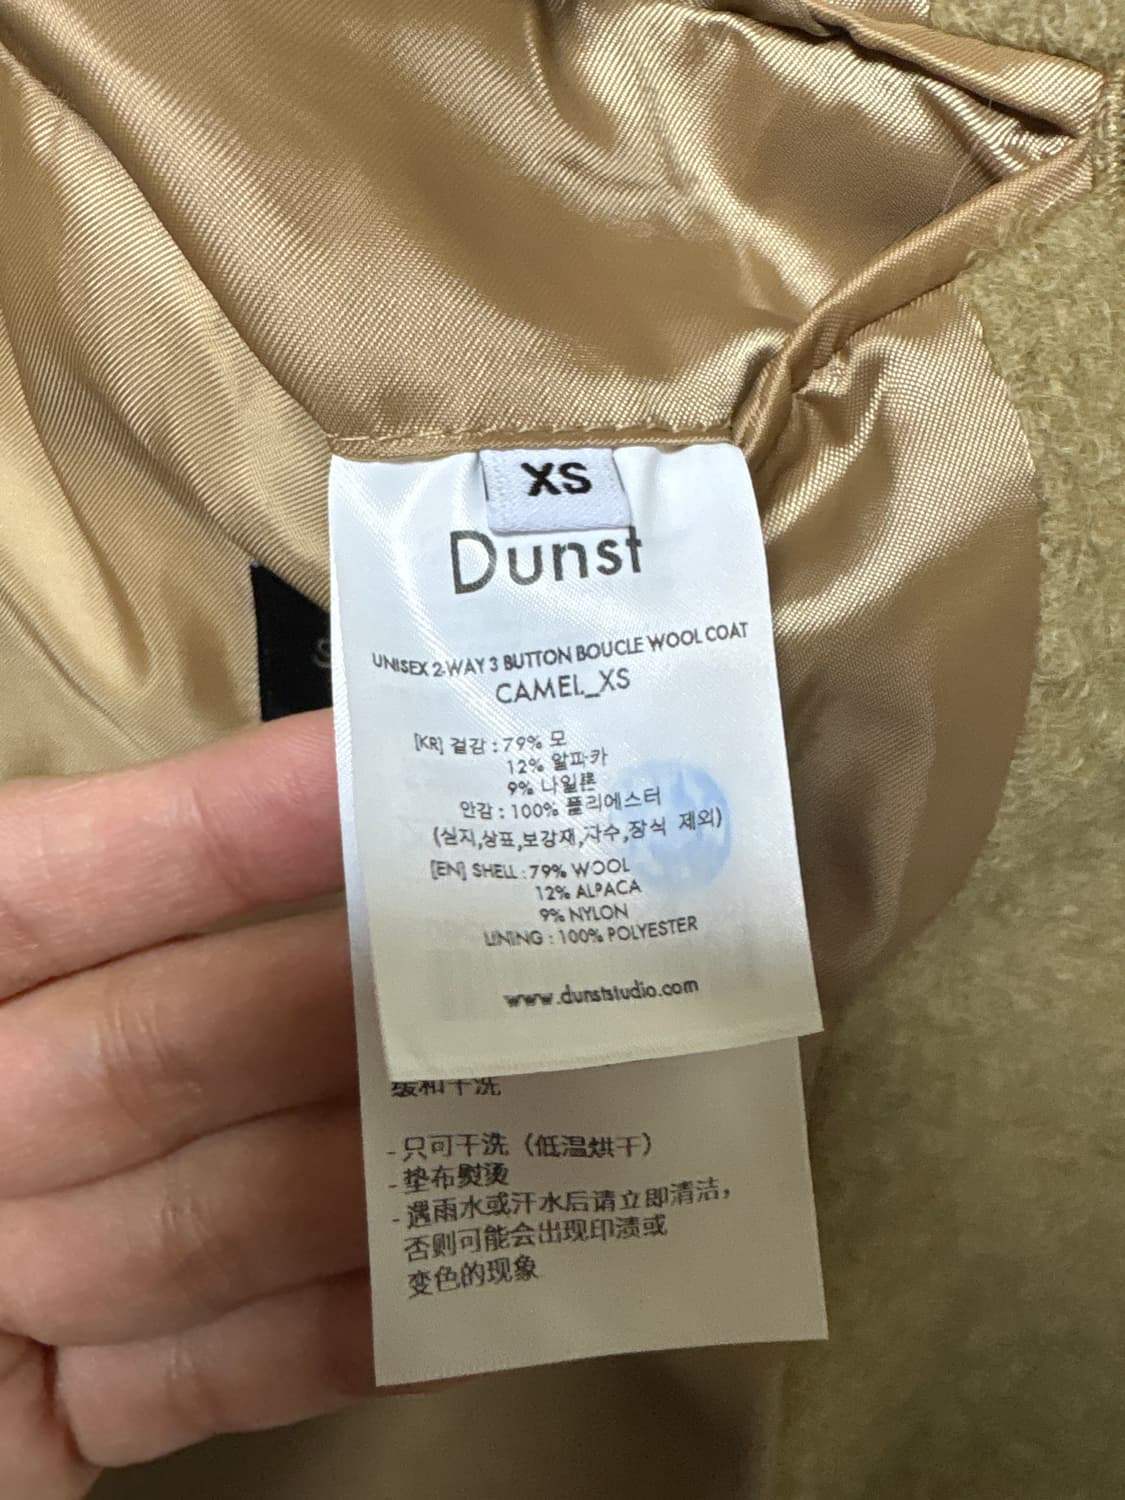 XS
Dunst
UNISEX 2-WAY 3 BUTTON BOUCLE WOOL COAT
CAMEL_XS
[KR] 겉감 : 79% 모
12% 알파카
9% 나일론
안감 : 100% 폴리에스터
(심지,상표,보강재,자수,장식 제외)
[EN] SHELL : 79% WOOL
12% ALPACA
9% NYLON
LINING : 100% POLYESTER
www.dunststudio.com
缓和干洗
- 只可干洗（低温烘干）
- 垫布熨烫
- 遇雨水或汗水后请立即清洁，
否则可能会出现印渍或
变色的现象